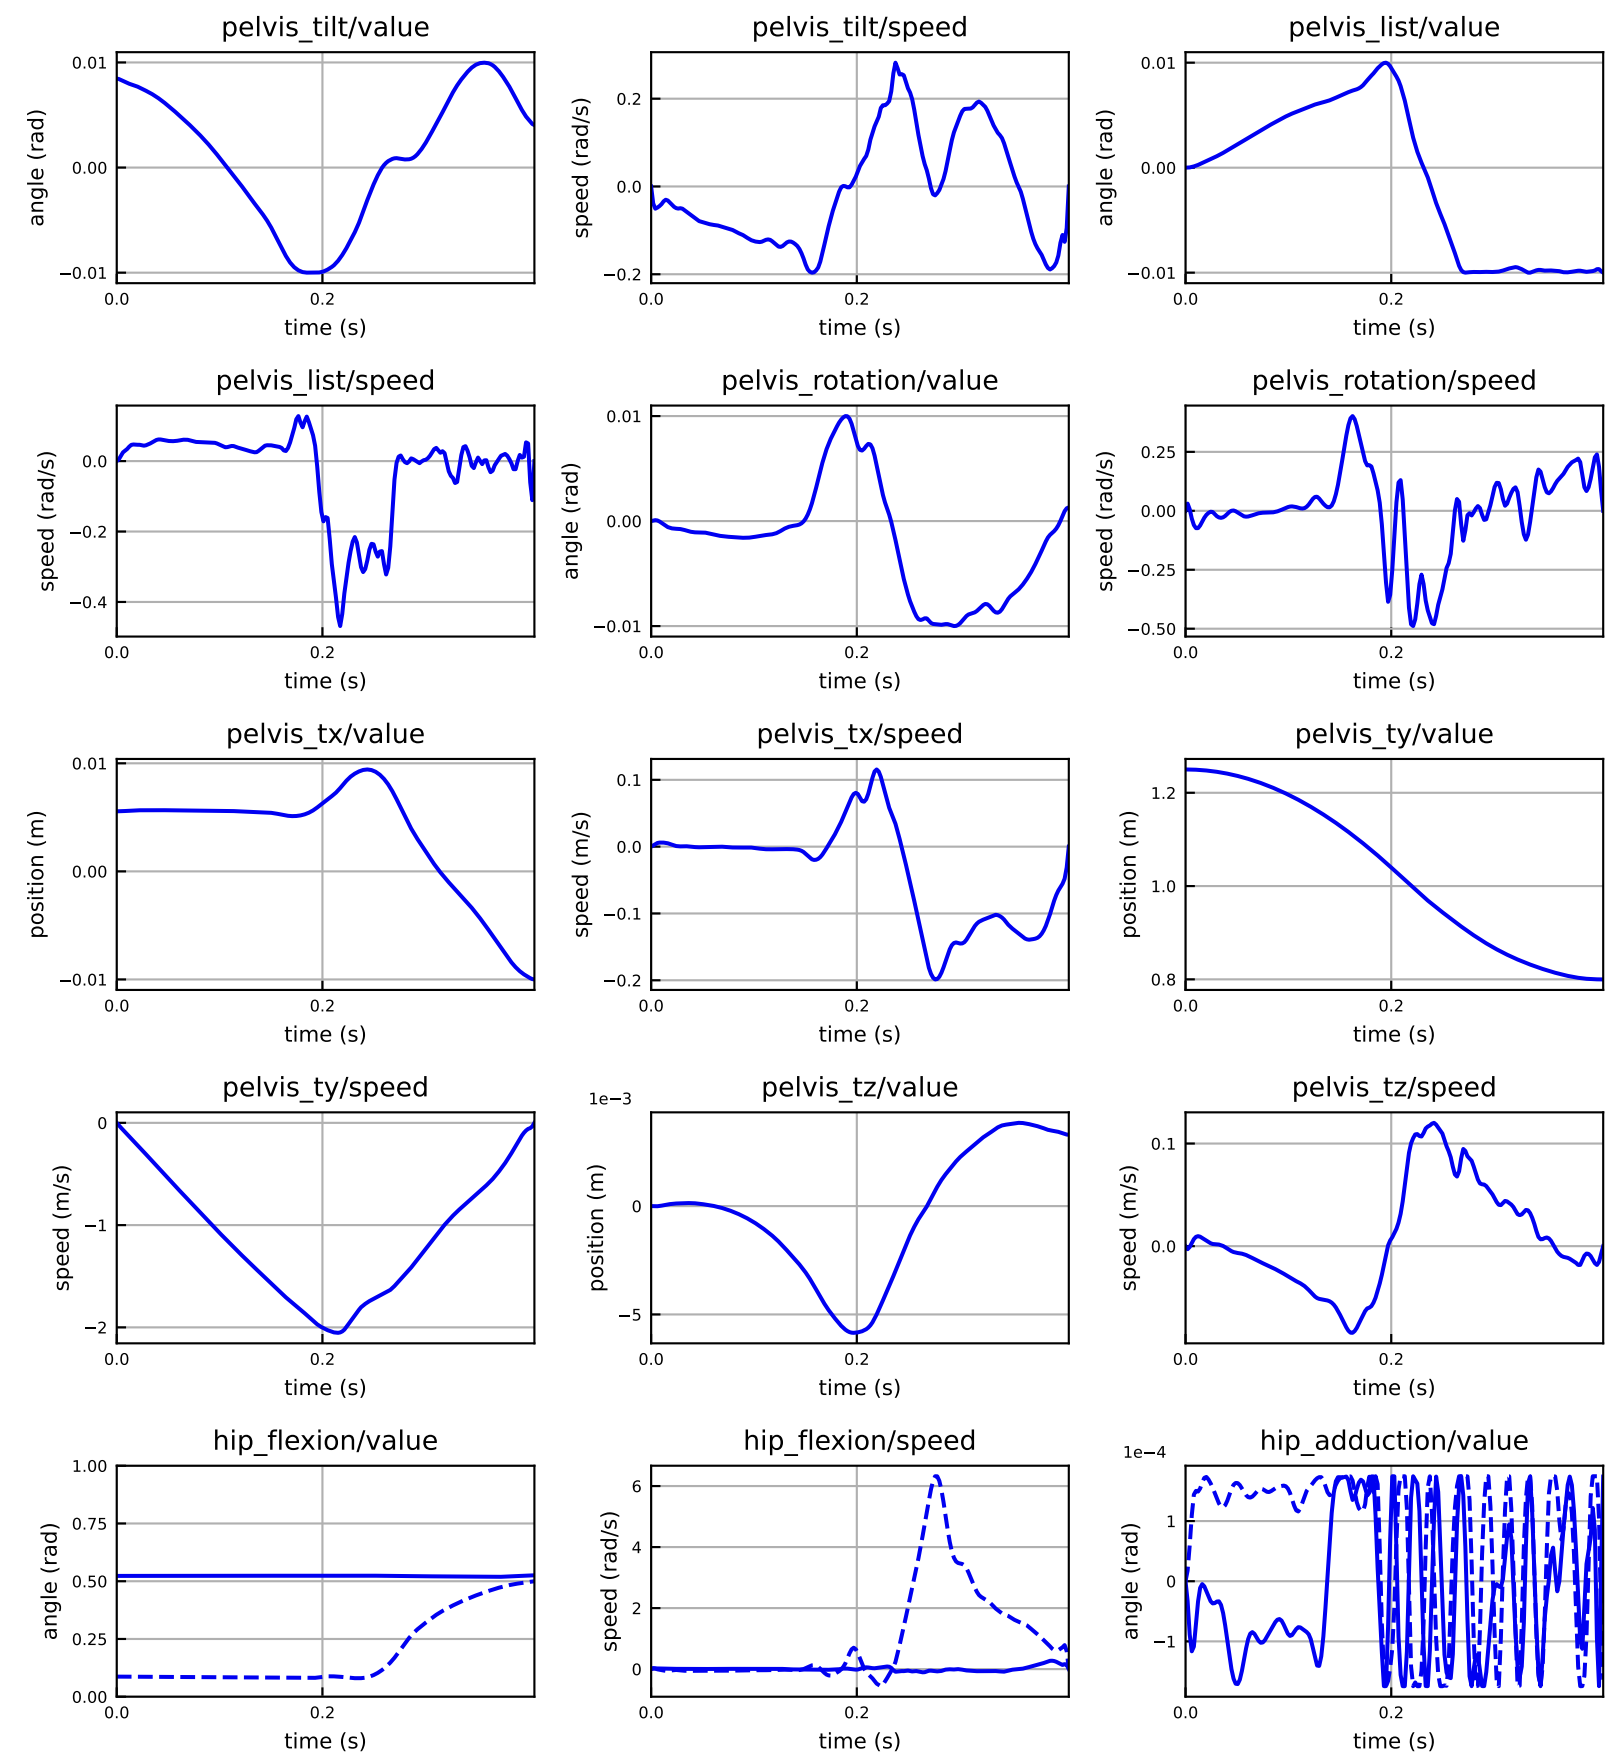 pelvis_tilt/value
pelvis_tilt/speed
pelvis_list/value
angle (rad)
0.01
0.00
−0.01
0.0
0.2
time (s)
speed (rad/s)
0.2
0.0
−0.2
0.0
0.2
time (s)
angle (rad)
0.01
0.00
−0.01
0.0
0.2
time (s)
pelvis_list/speed
pelvis_rotation/value
pelvis_rotation/speed
speed (rad/s)
0.0
−0.2
−0.4
0.0
0.2
time (s)
angle (rad)
0.01
0.00
−0.01
0.0
0.2
time (s)
speed (rad/s)
0.25
0.00
−0.25
−0.50
0.0
0.2
time (s)
pelvis_tx/value
pelvis_tx/speed
pelvis_ty/value
position (m)
0.01
0.00
−0.01
0.0
0.2
time (s)
speed (m/s)
0.1
0.0
−0.1
−0.2
0.0
0.2
time (s)
position (m)
1.2
1.0
0.8
0.0
0.2
time (s)
pelvis_ty/speed
pelvis_tz/value
pelvis_tz/speed
speed (m/s)
0
−1
−2
0.0
0.2
time (s)
1e−3
position (m)
0
−5
0.0
0.2
time (s)
speed (m/s)
0.1
0.0
0.0
0.2
time (s)
hip_flexion/value
hip_flexion/speed
hip_adduction/value
angle (rad)
1.00
0.75
0.50
0.25
0.00
0.0
0.2
time (s)
speed (rad/s)
6
4
2
0
0.0
0.2
time (s)
1e−4
angle (rad)
1
0
−1
0.0
0.2
time (s)